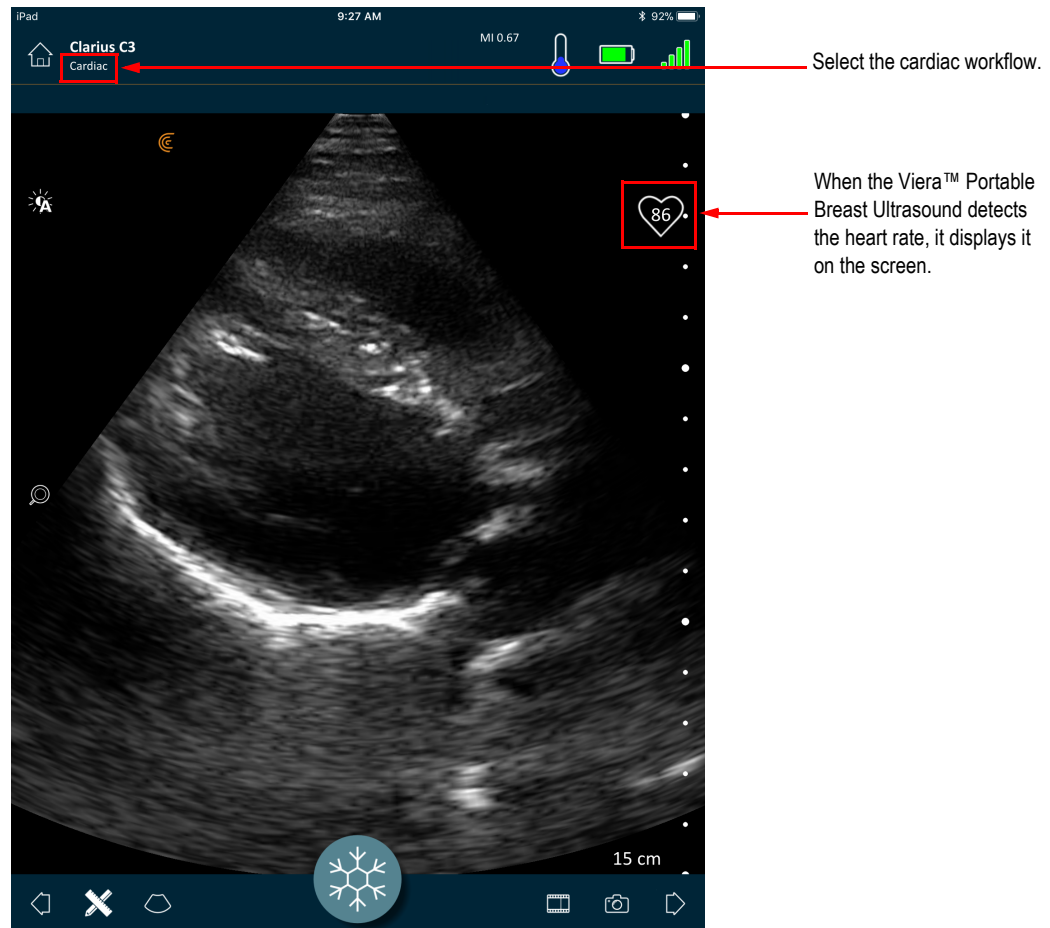 iPad
9:27 AM
92%
Clarius C3
Cardiac
MI 0.67
Select the cardiac workflow.
86
When the Viera™ Portable
Breast Ultrasound detects
the heart rate, it displays it
on the screen.
A
15 cm